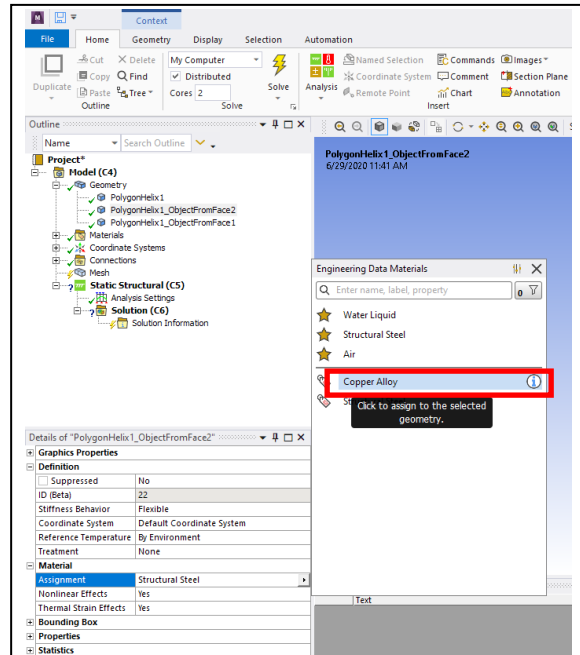 M
Context
File Home Geometry Display Selection Automation
Duplicate
Cut
Delete
Copy
Find
Paste
Tree
Outline
My Computer
Distributed
Cores 2
Solve
Solve
Analysis
Named Selection
Commands
Images
Coordinate System
Comment
Section Plane
Remote Point
Chart
Annotation
Insert
Outline
Name
Search Outline
Project*
Model (C4)
Geometry
PolygonHelix1
PolygonHelix1_ObjectFromFace2
PolygonHelix1_ObjectFromFace1
Materials
Coordinate Systems
Connections
Mesh
Static Structural (C5)
Analysis Settings
Solution (C6)
Solution Information
PolygonHelix1_ObjectFromFace2
6/29/2020 11:41 AM
Engineering Data Materials
Enter name, label, property
0
Water Liquid
Structural Steel
Air
Copper Alloy
Click to assign to the selected
geometry.
Details of "PolygonHelix1_ObjectFromFace2"
Graphics Properties
Definition
Suppressed No
ID (Beta) 22
Stiffness Behavior Flexible
Coordinate System Default Coordinate System
Reference Temperature By Environment
Treatment None
Material
Assignment Structural Steel
Nonlinear Effects Yes
Thermal Strain Effects Yes
Bounding Box
Properties
Statistics
Text